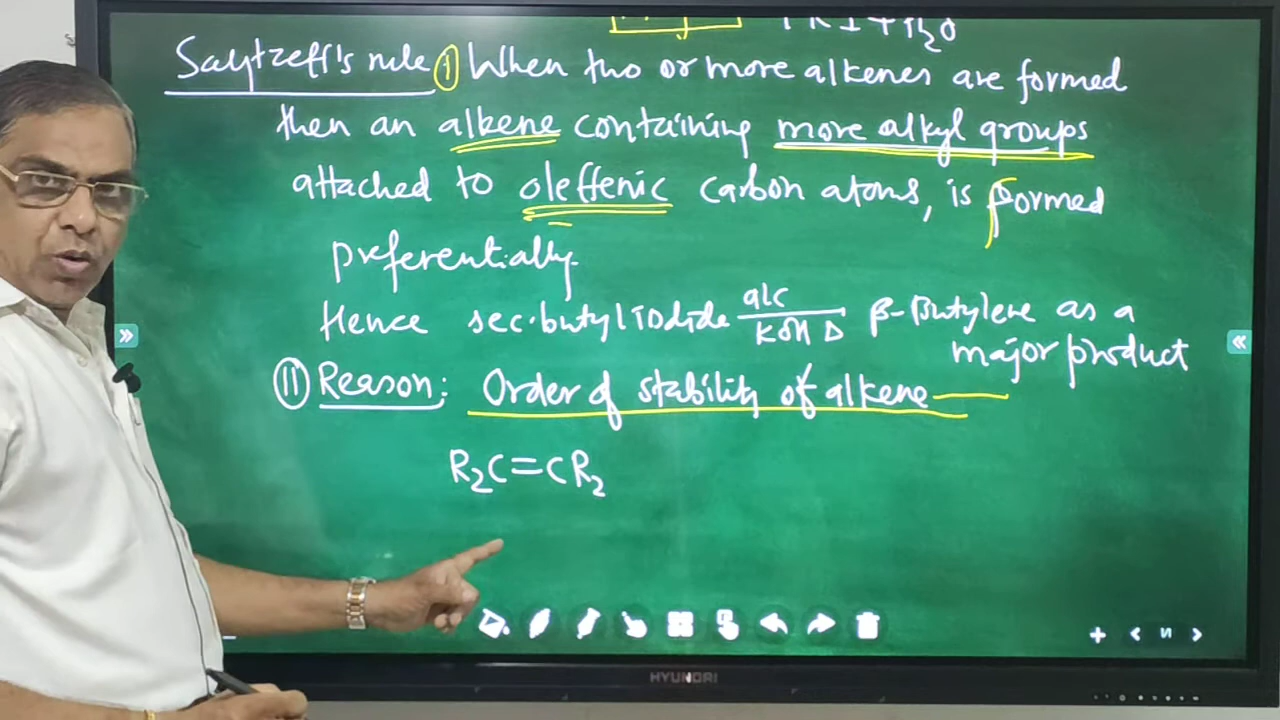 + H2O
Saytzeff's rule (i) When two or more alkenes are formed
then an alkene containing more alkyl groups
attached to oleffenic carbon atoms, is formed
preferentially.
Hence sec.butyl iodide alc KOH Δ β-Butylene as a
major product
(II) Reason: Order of stability of alkene
R2C=CR2
HYUNDAI